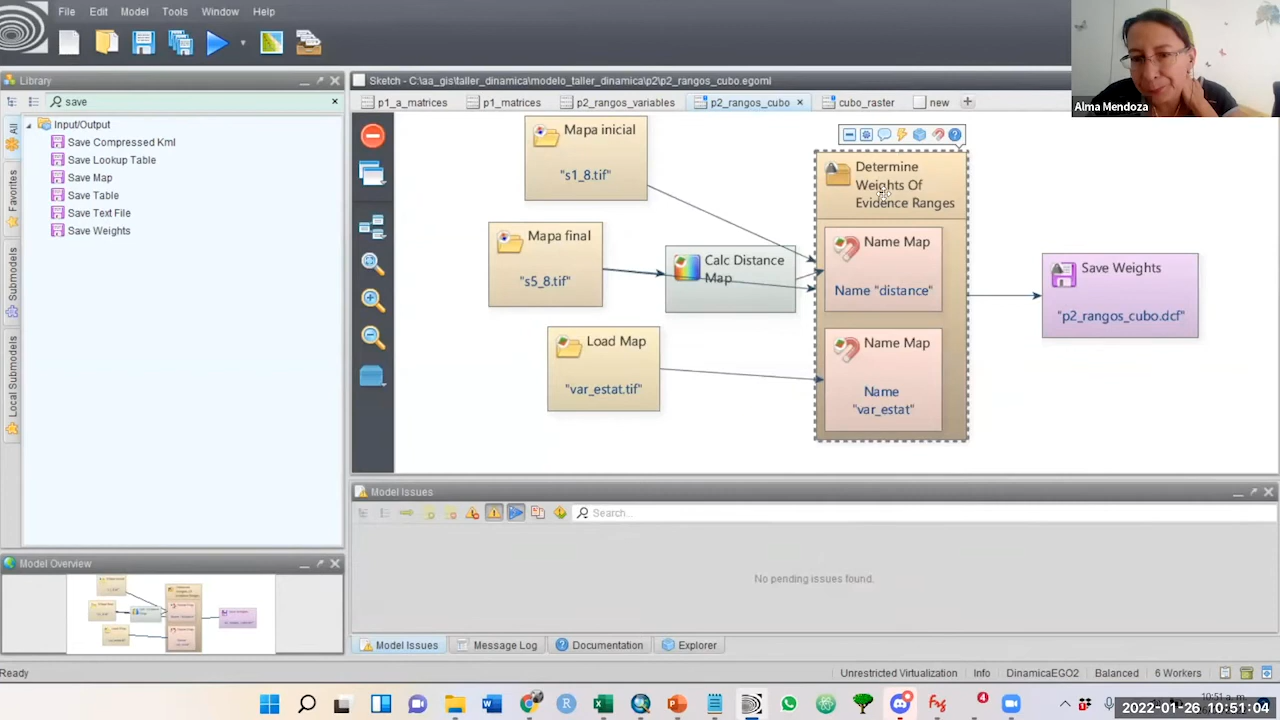 File Edit Model Tools Window Help
Alma Mendoza
Library
Sketch - C:\aa_gis\taller_dinamica\modelo_taller_dinamica\p2\p2_rangos_cubo.egoml
save
p1_a_matrices p1_matrices p2_rangos_variables p2_rangos_cubo cubo_raster new
All
Favorites
Submodels
Local Submodels
Input/Output
Save Compressed Kml
Save Lookup Table
Save Map
Save Table
Save Text File
Save Weights
Mapa inicial
"s1_8.tif"
Mapa final
"s5_8.tif"
Calc Distance
Map
Load Map
"var_estat.tif"
Determine
Weights Of
Evidence Ranges
Name Map
Name "distance"
Name Map
Name
"var_estat"
Save Weights
"p2_rangos_cubo.dcf"
Model Issues
Search...
No pending issues found.
Model Overview
Model Issues Message Log Documentation Explorer
Ready
Unrestricted Virtualization Info DinamicaEGO2 Balanced 6 Workers
2022-01-26 10:51:04